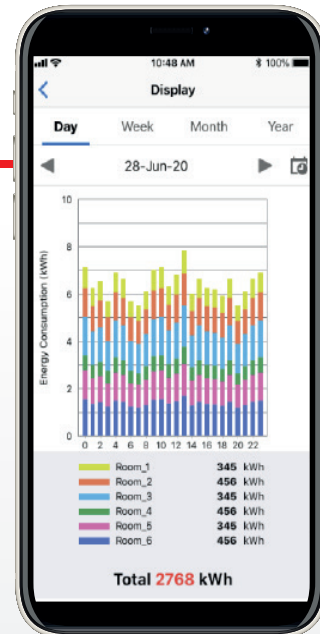 10:48 AM 100%
Display
Day Week Month Year
28-Jun-20
Energy Consumption (kWh)
10
8
6
4
2
0
0 2 4 6 8 10 12 14 16 18 20 22
Room_1 345 kWh
Room_2 456 kWh
Room_3 345 kWh
Room_4 456 kWh
Room_5 345 kWh
Room_6 456 kWh
Total 2768 kWh